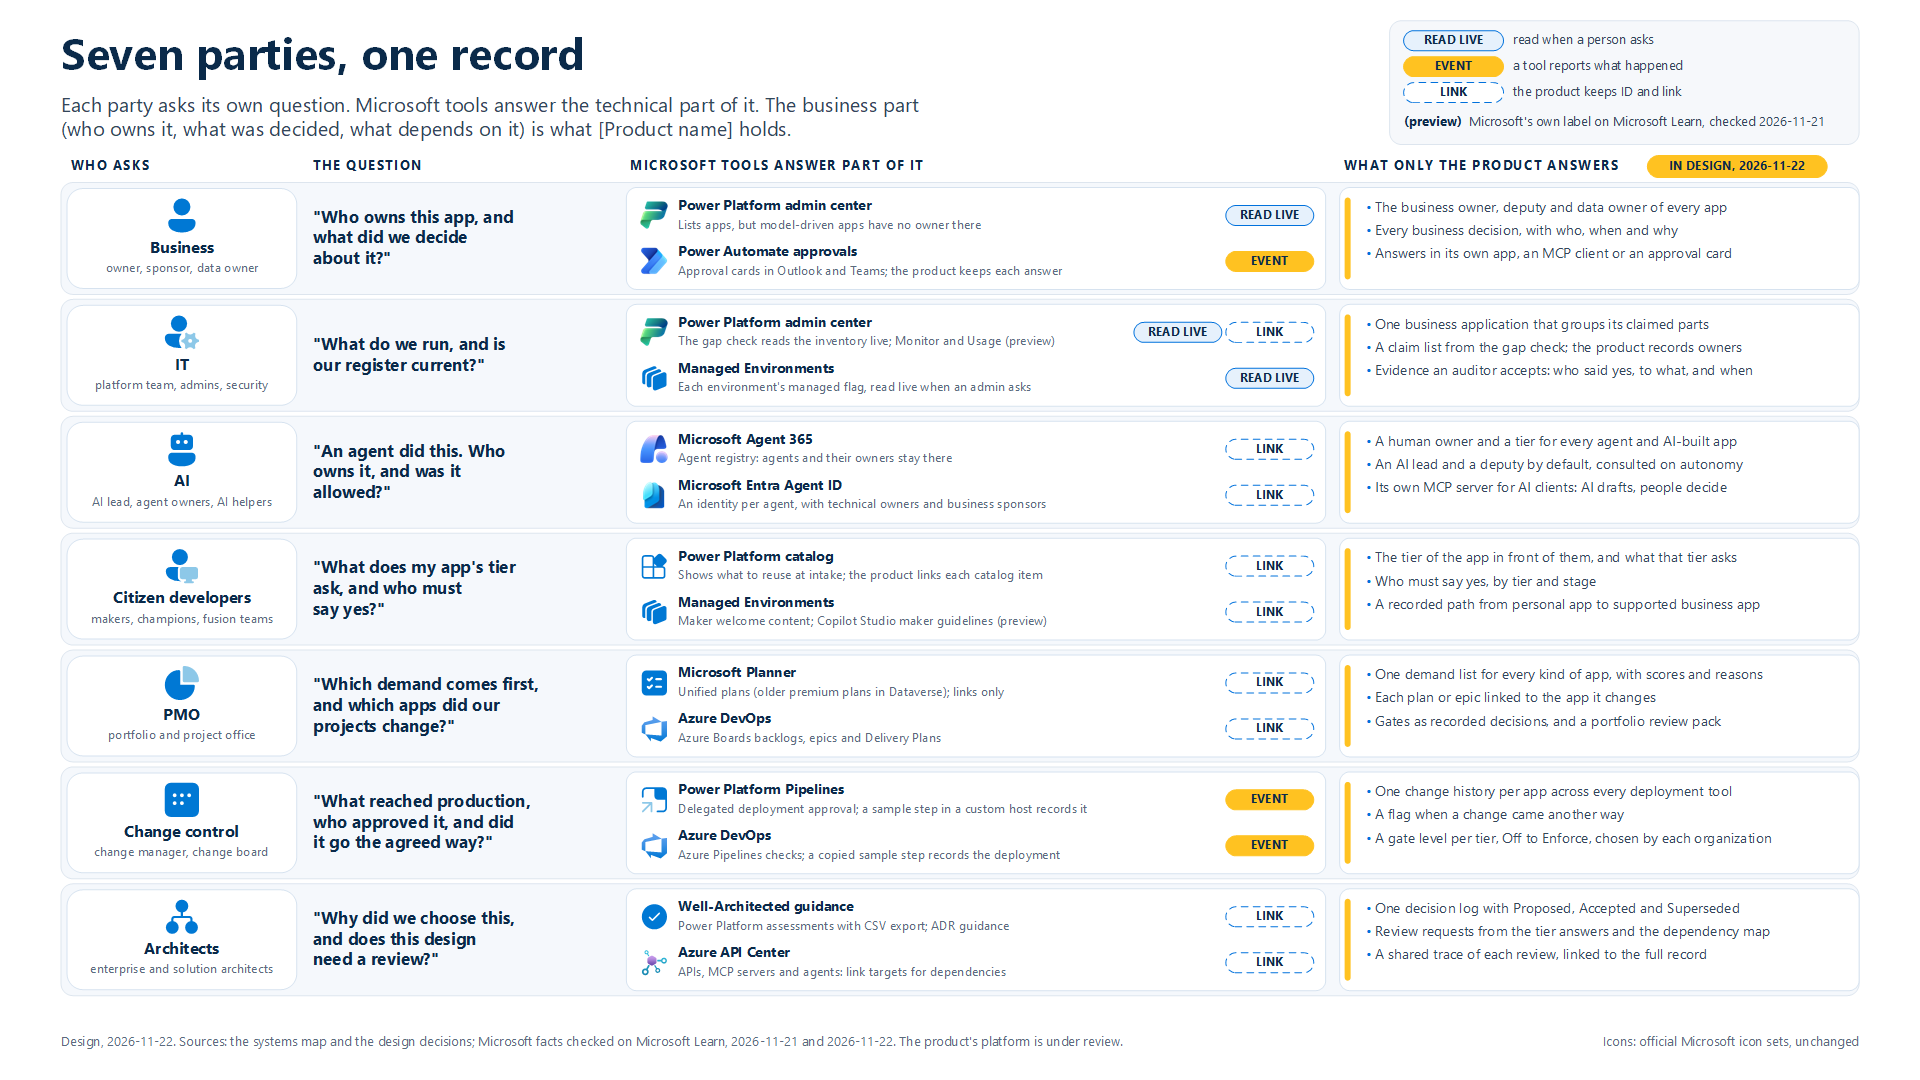 Seven parties, one record
Each party asks its own question. Microsoft tools answer the technical part of it. The business part
(who owns it, what was decided, what depends on it) is what [Product name] holds.
READ LIVE read when a person asks
EVENT a tool reports what happened
LINK the product keeps ID and link
(preview) Microsoft's own label on Microsoft Learn, checked 2026-11-21
WHO ASKS
THE QUESTION
MICROSOFT TOOLS ANSWER PART OF IT
WHAT ONLY THE PRODUCT ANSWERS
IN DESIGN, 2026-11-22
Business
owner, sponsor, data owner
"Who owns this app, and
what did we decide
about it?"
Power Platform admin center
Lists apps, but model-driven apps have no owner there
READ LIVE
Power Automate approvals
Approval cards in Outlook and Teams; the product keeps each answer
EVENT
• The business owner, deputy and data owner of every app
• Every business decision, with who, when and why
• Answers in its own app, an MCP client or an approval card
IT
platform team, admins, security
"What do we run, and is
our register current?"
Power Platform admin center
The gap check reads the inventory live; Monitor and Usage (preview)
READ LIVE
LINK
Managed Environments
Each environment's managed flag, read live when an admin asks
READ LIVE
• One business application that groups its claimed parts
• A claim list from the gap check; the product records owners
• Evidence an auditor accepts: who said yes, to what, and when
AI
AI lead, agent owners, AI helpers
"An agent did this. Who
owns it, and was it
allowed?"
Microsoft Agent 365
Agent registry: agents and their owners stay there
LINK
Microsoft Entra Agent ID
An identity per agent, with technical owners and business sponsors
LINK
• A human owner and a tier for every agent and AI-built app
• An AI lead and a deputy by default, consulted on autonomy
• Its own MCP server for AI clients: AI drafts, people decide
Citizen developers
makers, champions, fusion teams
"What does my app's tier
ask, and who must
say yes?"
Power Platform catalog
Shows what to reuse at intake; the product links each catalog item
LINK
Managed Environments
Maker welcome content; Copilot Studio maker guidelines (preview)
LINK
• The tier of the app in front of them, and what that tier asks
• Who must say yes, by tier and stage
• A recorded path from personal app to supported business app
PMO
portfolio and project office
"Which demand comes first,
and which apps did our
projects change?"
Microsoft Planner
Unified plans (older premium plans in Dataverse); links only
LINK
Azure DevOps
Azure Boards backlogs, epics and Delivery Plans
LINK
• One demand list for every kind of app, with scores and reasons
• Each plan or epic linked to the app it changes
• Gates as recorded decisions, and a portfolio review pack
Change control
change manager, change board
"What reached production,
who approved it, and did
it go the agreed way?"
Power Platform Pipelines
Delegated deployment approval; a sample step in a custom host records it
EVENT
Azure DevOps
Azure Pipelines checks; a copied sample step records the deployment
EVENT
• One change history per app across every deployment tool
• A flag when a change came another way
• A gate level per tier, Off to Enforce, chosen by each organization
Architects
enterprise and solution architects
"Why did we choose this,
and does this design
need a review?"
Well-Architected guidance
Power Platform assessments with CSV export; ADR guidance
LINK
Azure API Center
APIs, MCP servers and agents: link targets for dependencies
LINK
• One decision log with Proposed, Accepted and Superseded
• Review requests from the tier answers and the dependency map
• A shared trace of each review, linked to the full record
Design, 2026-11-22. Sources: the systems map and the design decisions; Microsoft facts checked on Microsoft Learn, 2026-11-21 and 2026-11-22. The product's platform is under review.
Icons: official Microsoft icon sets, unchanged